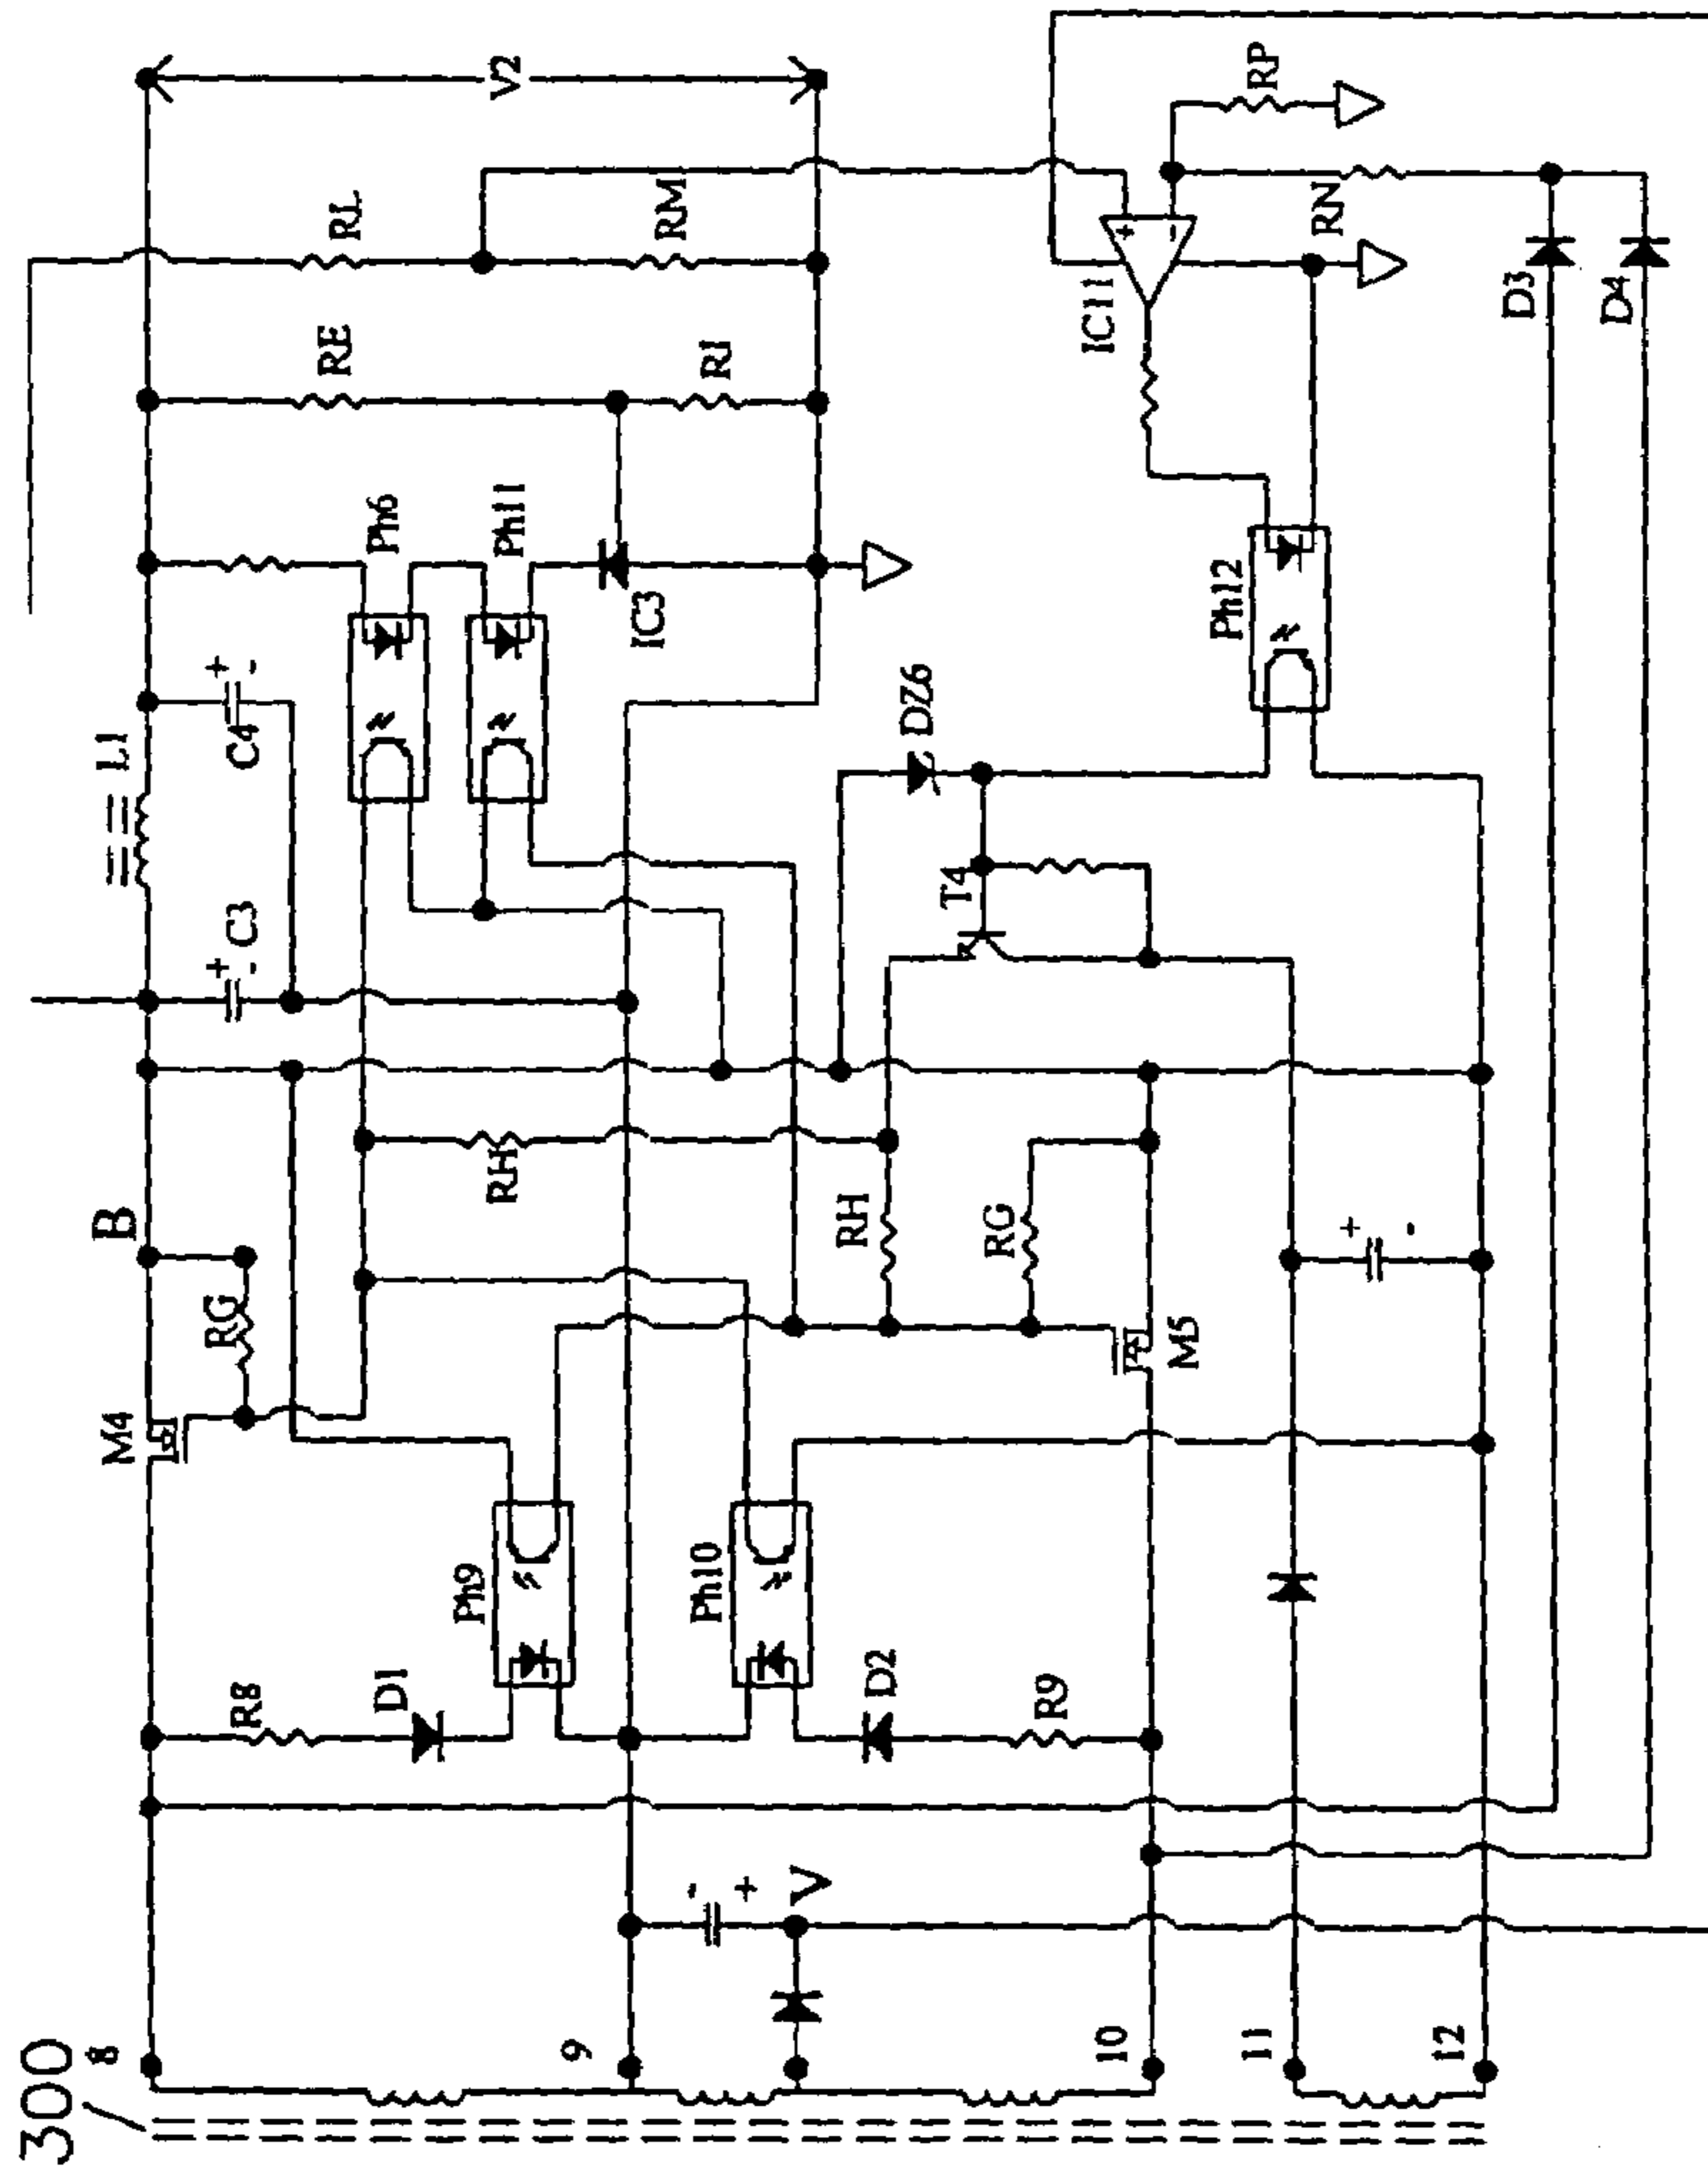 V2
RL
RM
RP
RE
RI
IC11
+
-
RN
D3
D4
Ph6
Ph11
IC3
Ph12
L1
C4
+
-
DZ6
C3
+
-
T4
RH
RH
RG
B
RG
M4
M5
+
-
Ph9
Ph10
R8
D1
D2
R9
-
+
V
300
8
9
10
11
12